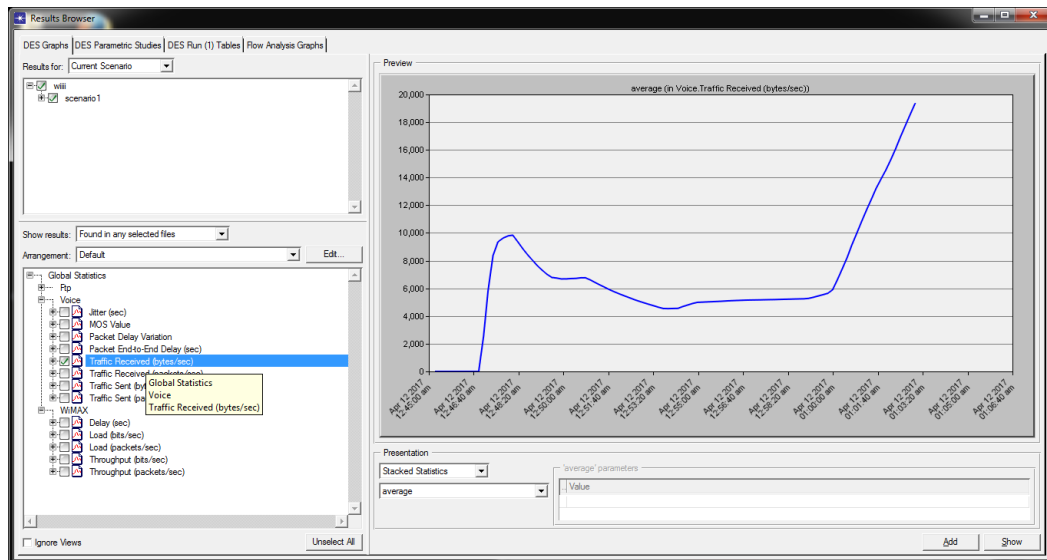 Results Browser
DES Graphs DES Parametric Studies DES Run (1) Tables Flow Analysis Graphs
Results for: Current Scenario
wiiii
scenario1
Show results: Found in any selected files
Arrangement: Default Edit...
Global Statistics
Rtp
Voice
Jitter (sec)
MOS Value
Packet Delay Variation
Packet End-to-End Delay (sec)
Traffic Received (bytes/sec)
Traffic Received (packets/sec)
Traffic Sent (by
Traffic Sent (pa
Global Statistics
Voice
Traffic Received (bytes/sec)
WiMAX
Delay (sec)
Load (bits/sec)
Load (packets/sec)
Throughput (bits/sec)
Throughput (packets/sec)
Ignore Views Unselect All
Preview
average (in Voice.Traffic Received (bytes/sec))
20,000
18,000
16,000
14,000
12,000
10,000
8,000
6,000
4,000
2,000
0
Apr 12 2017
12:45:00 am
Apr 12 2017
12:46:40 am
Apr 12 2017
12:48:20 am
Apr 12 2017
12:50:00 am
Apr 12 2017
12:51:40 am
Apr 12 2017
12:53:20 am
Apr 12 2017
12:55:00 am
Apr 12 2017
12:56:40 am
Apr 12 2017
12:58:20 am
Apr 12 2017
01:00:00 am
Apr 12 2017
01:01:40 am
Apr 12 2017
01:03:20 am
Apr 12 2017
01:05:00 am
Apr 12 2017
01:06:40 am
Presentation
Stacked Statistics
average
'average' parameters
.. Value
Add Show